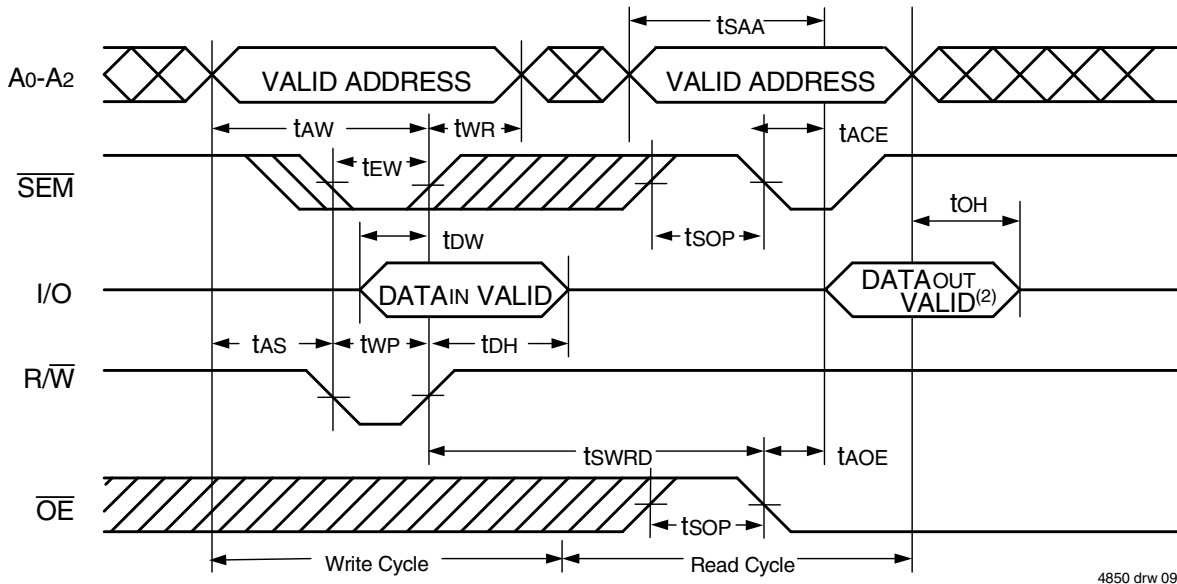 tSAA
A0-A2
VALID ADDRESS
VALID ADDRESS
tAW
tWR
tACE
tEW
SEM
tSOP
tOH
tDW
I/O
DATAIN VALID
DATAOUT
VALID(2)
tAS
tWP
tDH
R/W
tSWRD
tAOE
OE
tSOP
Write Cycle
Read Cycle
4850 drw 09